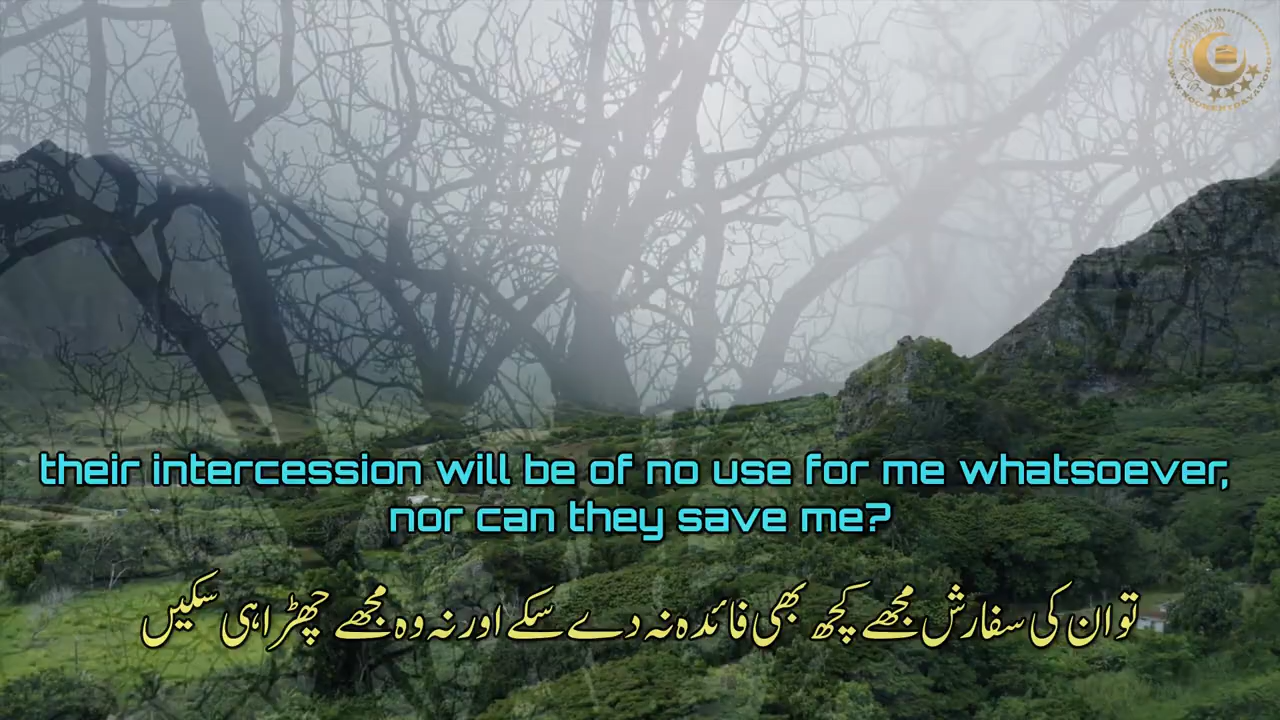 their intercession will be of no use for me whatsoever,
nor can they save me?
تو ان کی سفارش مجھے کچھ بھی فائدہ نہ دے سکے اور نہ وہ مجھے چھڑا ہی سکیں